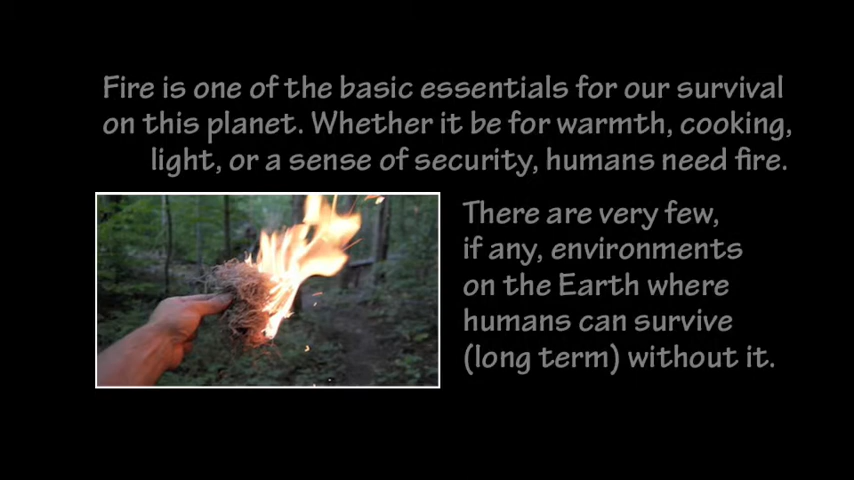 Fire is one of the basic essentials for our survival
on this planet. Whether it be for warmth, cooking,
light, or a sense of security, humans need fire.
There are very few,
if any, environments
on the Earth where
humans can survive
(long term) without it.